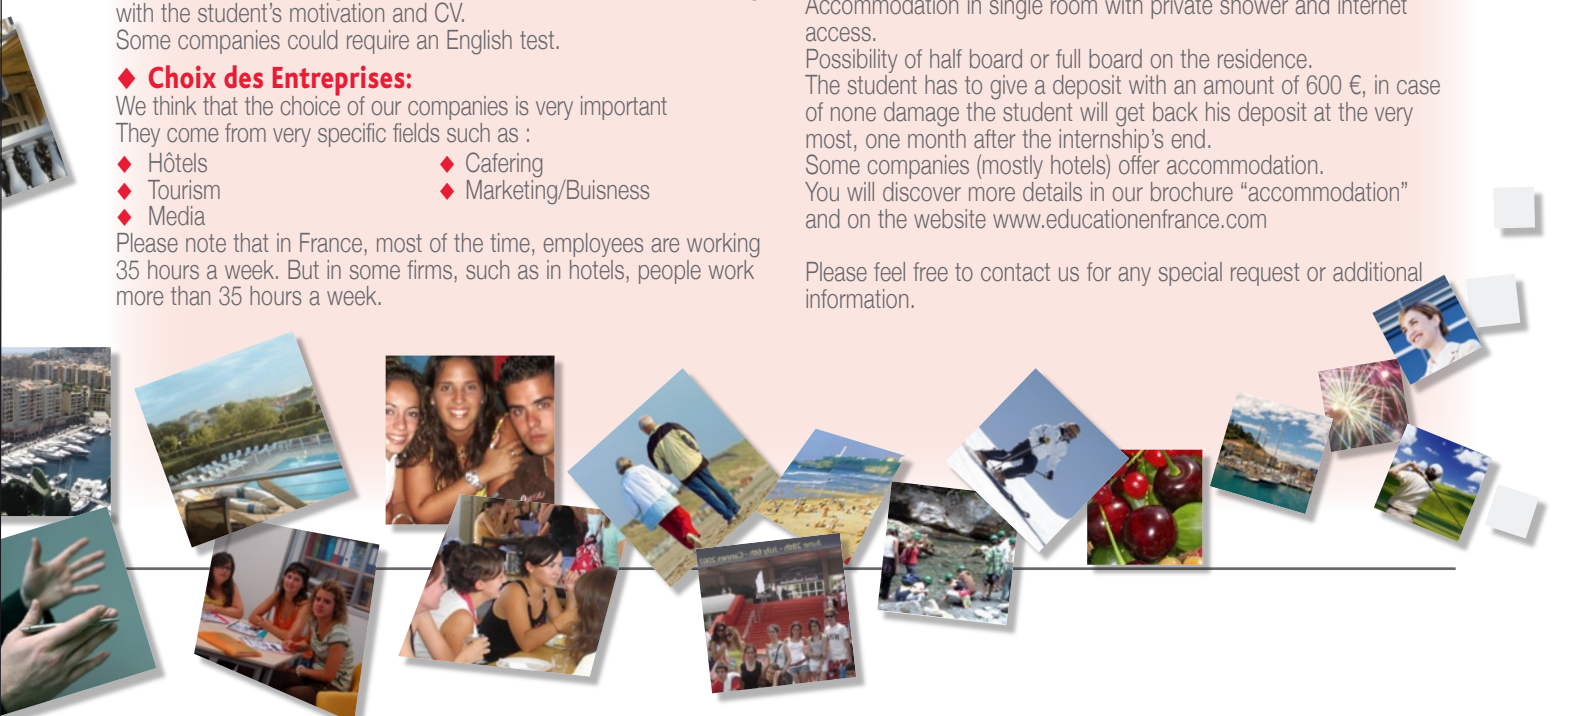 with the student's motivation and CV.
Some companies could require an English test.
♦ Choix des Entreprises:
We think that the choice of our companies is very important
They come from very specific fields such as :
♦ Hôtels
♦ Tourism
♦ Media
♦ Cafering
♦ Marketing/Buisness
Please note that in France, most of the time, employees are working
35 hours a week. But in some firms, such as in hotels, people work
more than 35 hours a week.
Accommodation in single room with private shower and internet
access.
Possibility of half board or full board on the residence.
The student has to give a deposit with an amount of 600 €, in case
of none damage the student will get back his deposit at the very
most, one month after the internship's end.
Some companies (mostly hotels) offer accommodation.
You will discover more details in our brochure “accommodation”
and on the website www.educationenfrance.com
Please feel free to contact us for any special request or additional
information.
June 28th - July 6th - Cannes 2007